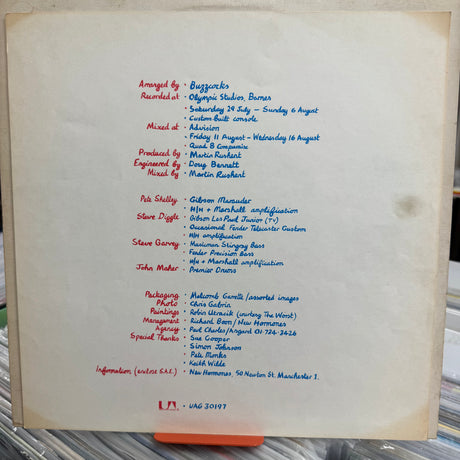 Arranged by · Buzzcocks
Recorded at · Olympic Studios, Barnes
· Saturday 29 July — Sunday 6 August
· Custom Built console
Mixed at · Advision
· Friday 11 August – Wednesday 16 August
· Quad 8 Compumix
Produced by · Martin Rushent
Engineered by · Doug Bennett
Mixed by · Martin Rushent
Pete Shelley · Gibson Marauder
· H/H + Marshall amplification
Steve Diggle · Gibson Les Paul Junior (TV)
· Occasional Fender Telecaster Custom
· H/H amplification
Steve Garvey · Musicman Stingray Bass
· Fender Precision Bass
· H/H + Marshall amplification
John Maher · Premier Drums
Packaging · Malcolm Garrett/assorted images
Photo · Chris Gabrin
Paintings · Robin Utracik (courtesy The Worst)
Management · Richard Boon/New Hormones
Agency · Paul Charles/Asgard 01-724-3426
Special Thanks · Sue Cooper
· Simon Johnson
· Pete Monks
· Keith Wilde
Information (enclose S.A.E.) · New Hormones, 50 Newton St. Manchester 1.
UA · UAG 30197